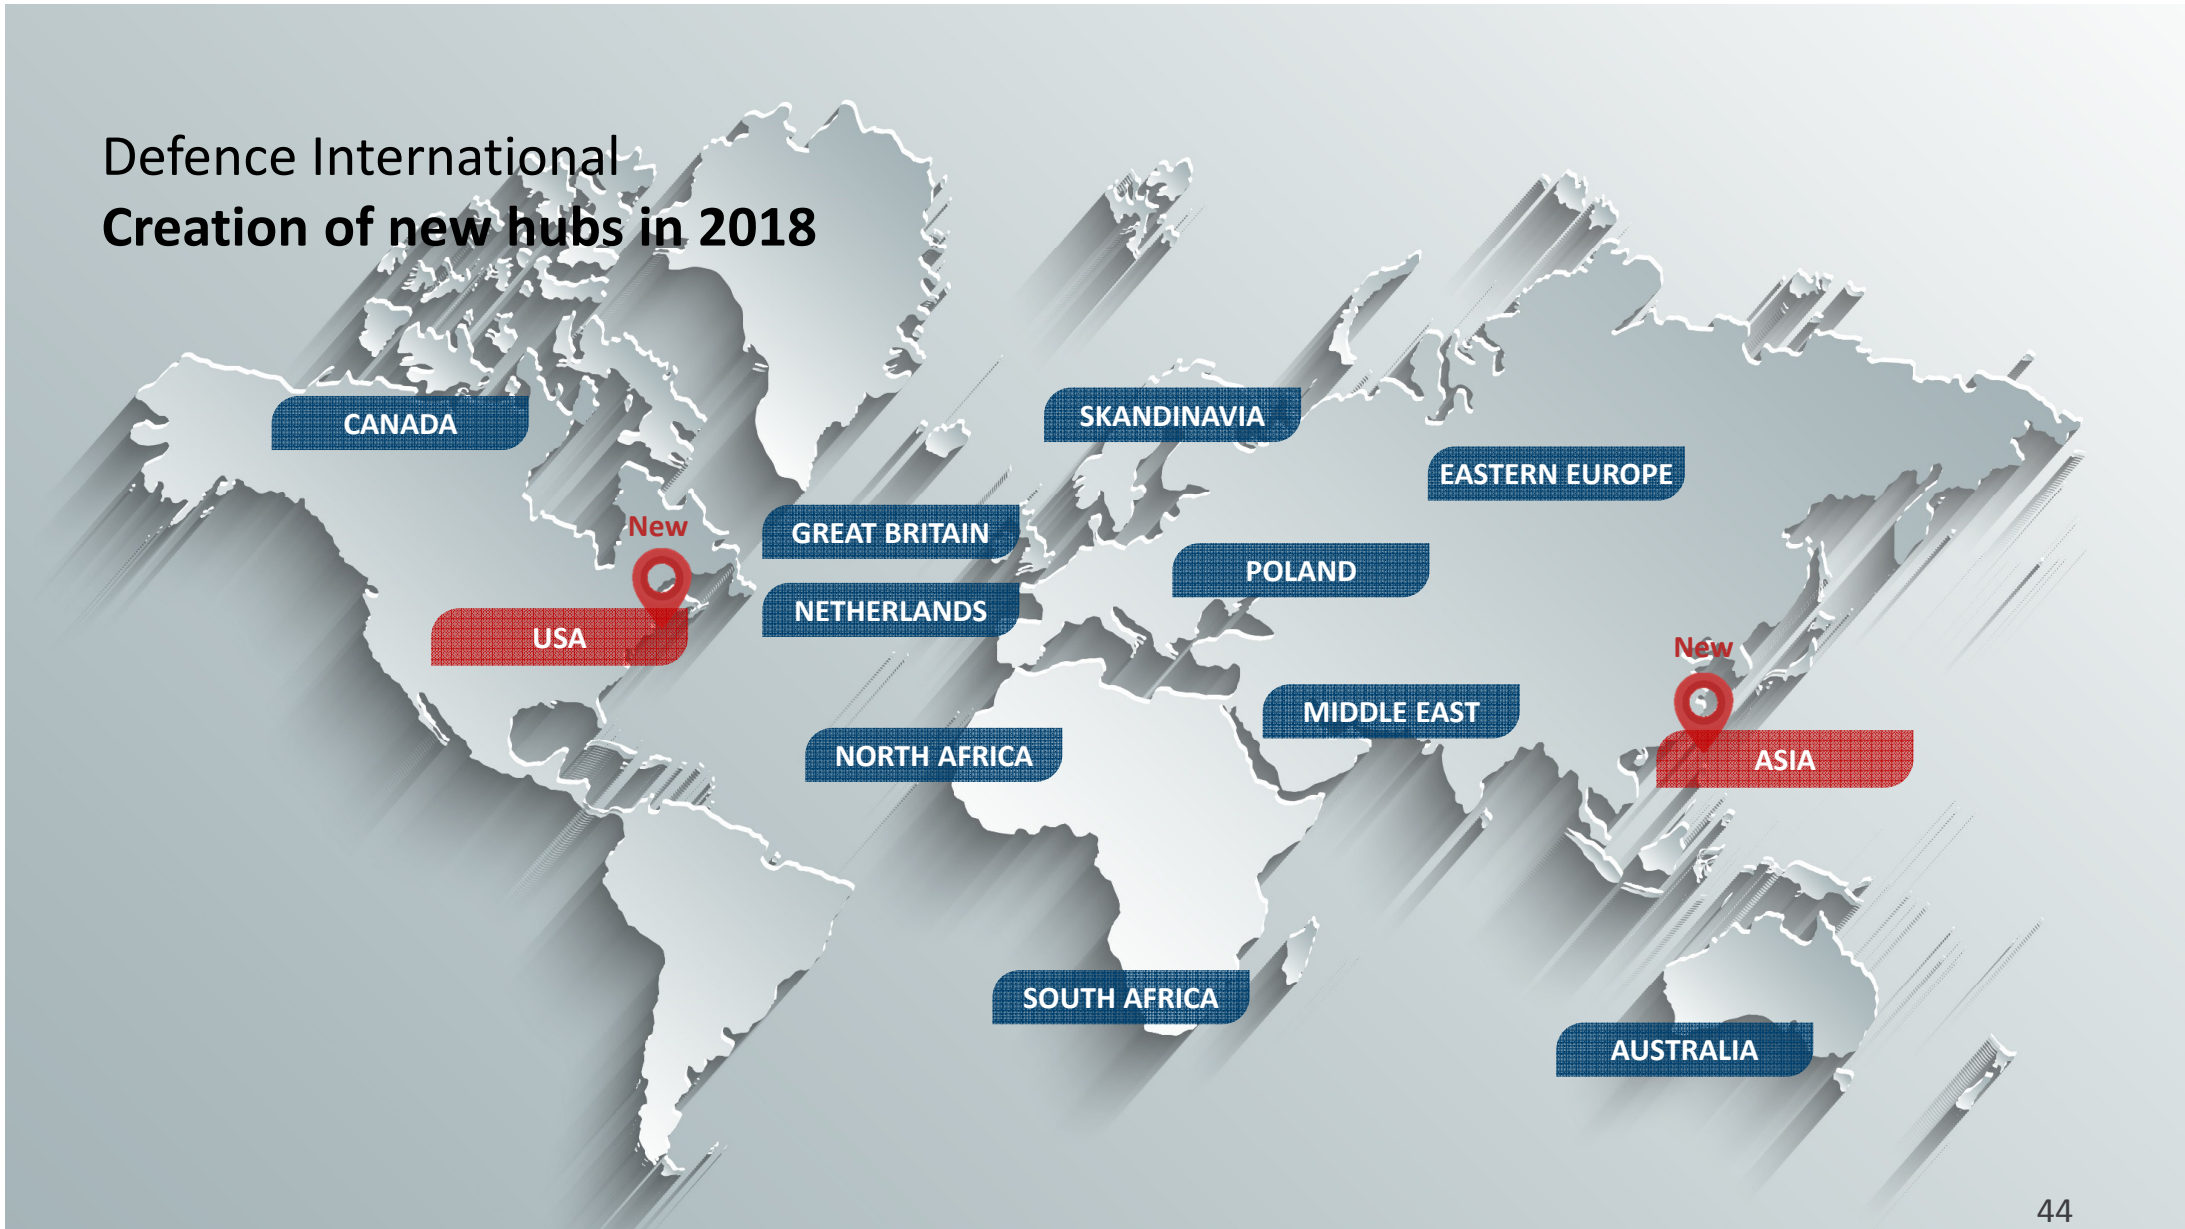 Defence International
Creation of new hubs in 2018
CANADA
SKANDINAVIA
EASTERN EUROPE
New
GREAT BRITAIN
POLAND
NETHERLANDS
USA
New
MIDDLE EAST
NORTH AFRICA
ASIA
SOUTH AFRICA
AUSTRALIA
44